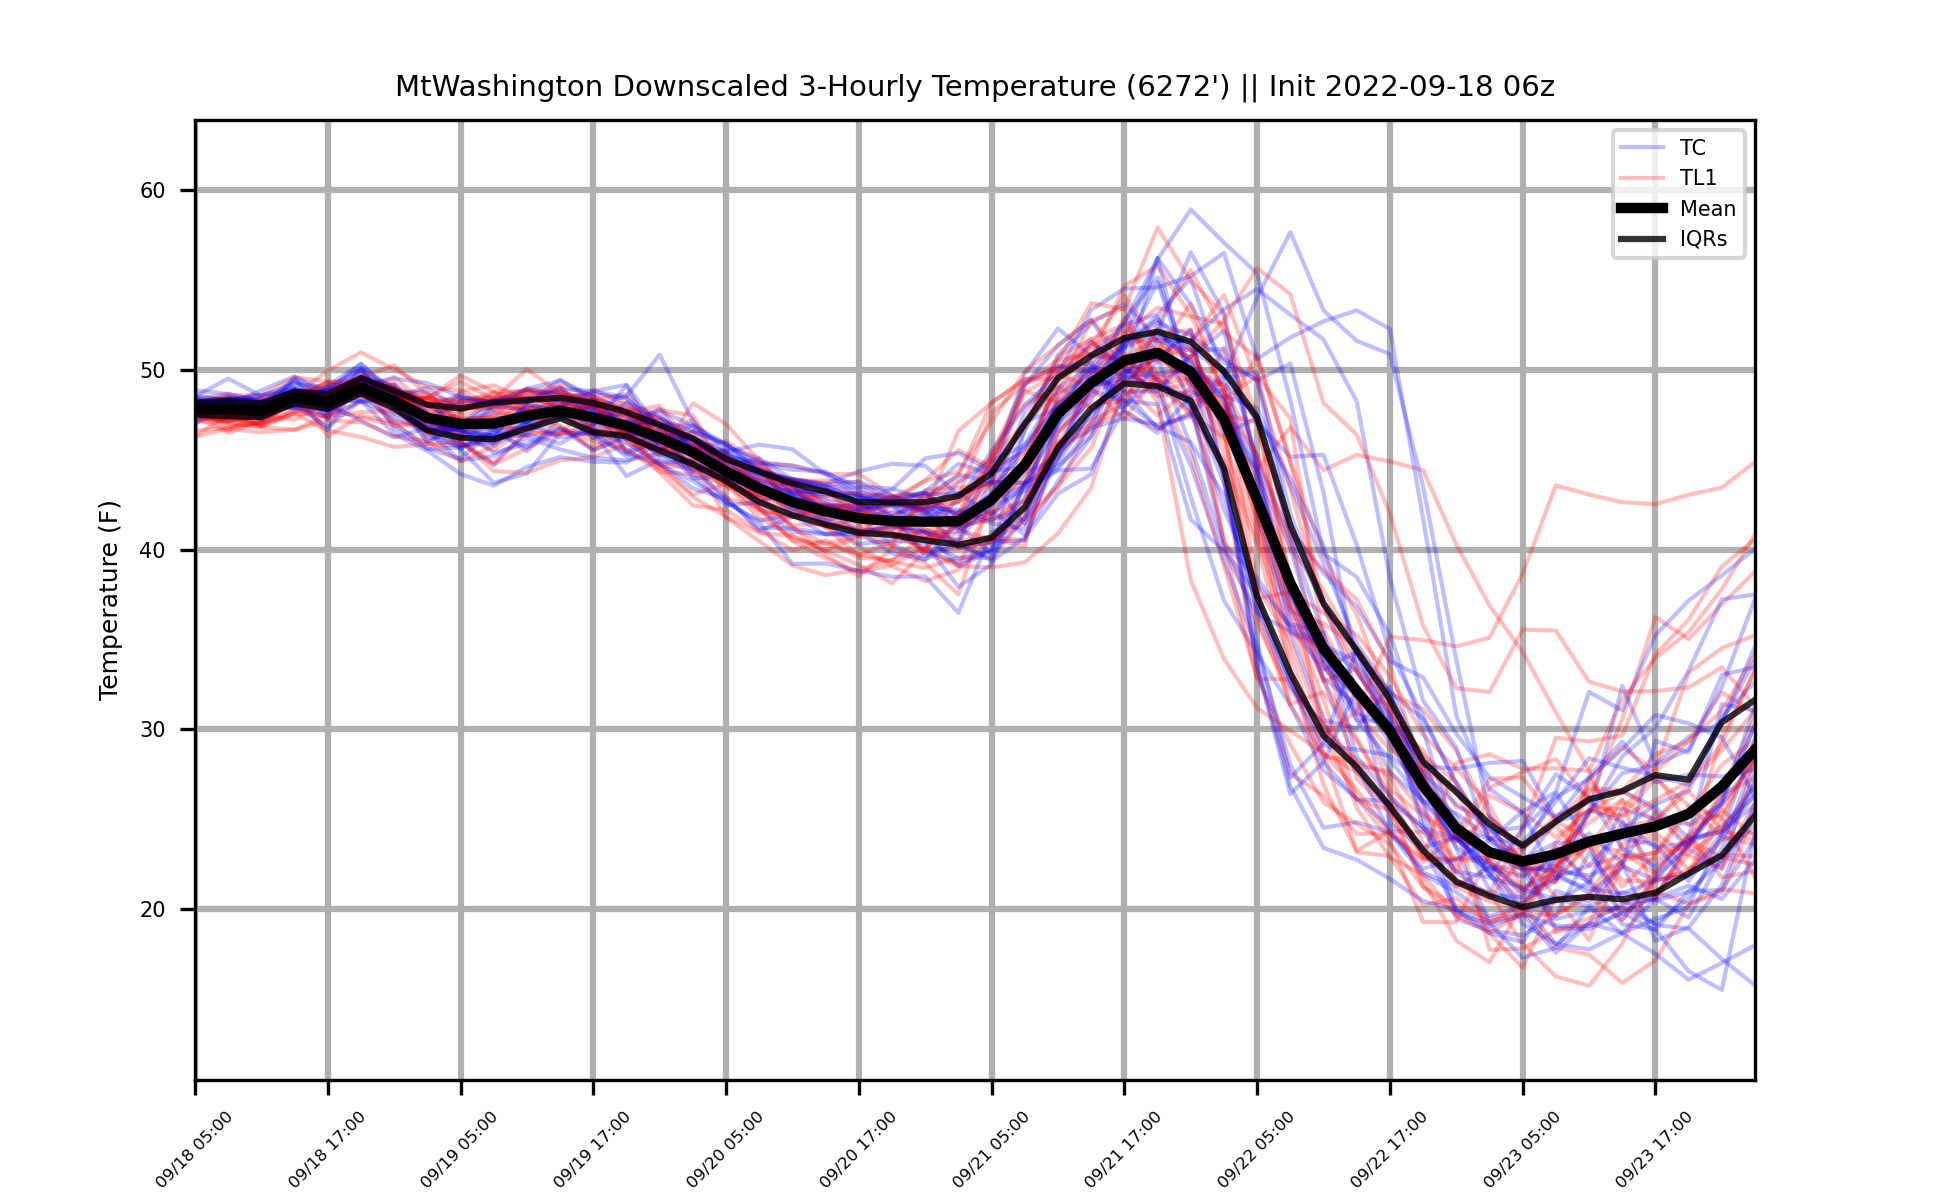 MtWashington Downscaled 3-Hourly Temperature (6272') || Init 2022-09-18 06z
TC
TL1
Mean
IQRs
Temperature (F)
60
50
40
30
20
09/18 05:00
09/18 17:00
09/19 05:00
09/19 17:00
09/20 05:00
09/20 17:00
09/21 05:00
09/21 17:00
09/22 05:00
09/22 17:00
09/23 05:00
09/23 17:00